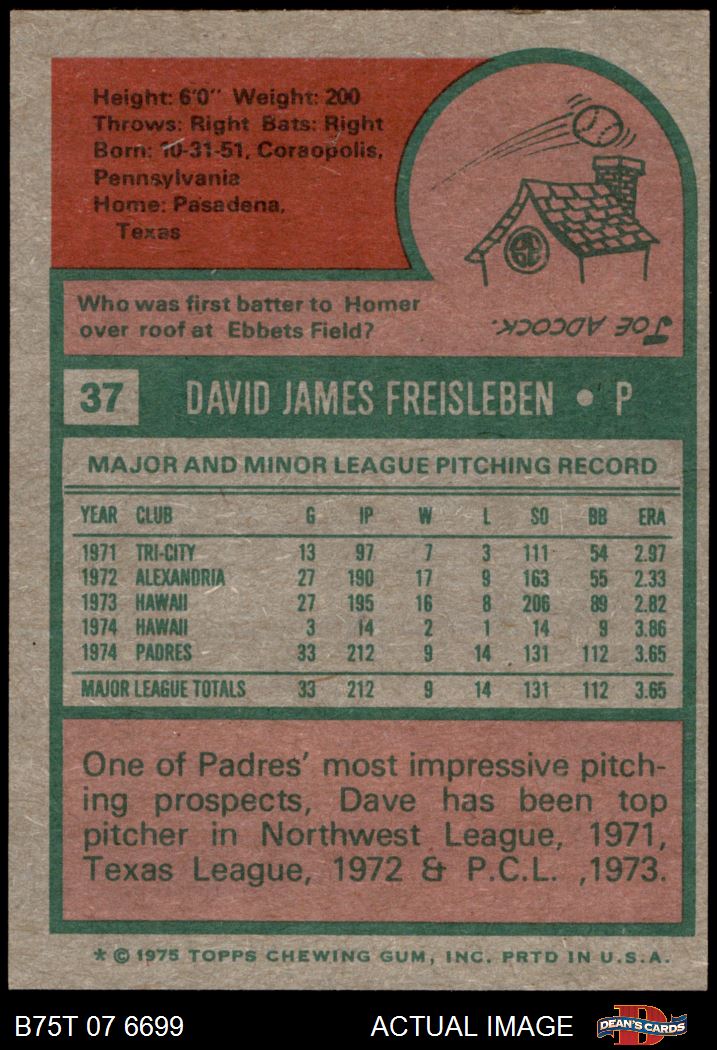 Height: 6'0" Weight: 200
Throws: Right Bats: Right
Born: 10-31-51, Coraopolis,
Pennsylvania
Home: Pasadena,
Texas
Who was first batter to Homer
over roof at Ebbets Field?
JOE ADCOCK.
37 DAVID JAMES FREISLEBEN • P
MAJOR AND MINOR LEAGUE PITCHING RECORD
YEAR CLUB G IP W L SO BB ERA
1971 TRI-CITY 13 97 7 3 111 54 2.97
1972 ALEXANDRIA 27 190 17 9 163 55 2.33
1973 HAWAII 27 195 16 8 206 89 2.82
1974 HAWAII 3 14 2 1 14 9 3.86
1974 PADRES 33 212 9 14 131 112 3.65
MAJOR LEAGUE TOTALS 33 212 9 14 131 112 3.65
One of Padres' most impressive pitch-
ing prospects, Dave has been top
pitcher in Northwest League, 1971,
Texas League, 1972 & P.C.L. ,1973.
* © 1975 TOPPS CHEWING GUM, INC. PRTD IN U.S.A.
B75T 07 6699 ACTUAL IMAGE DEAN'S CARDS